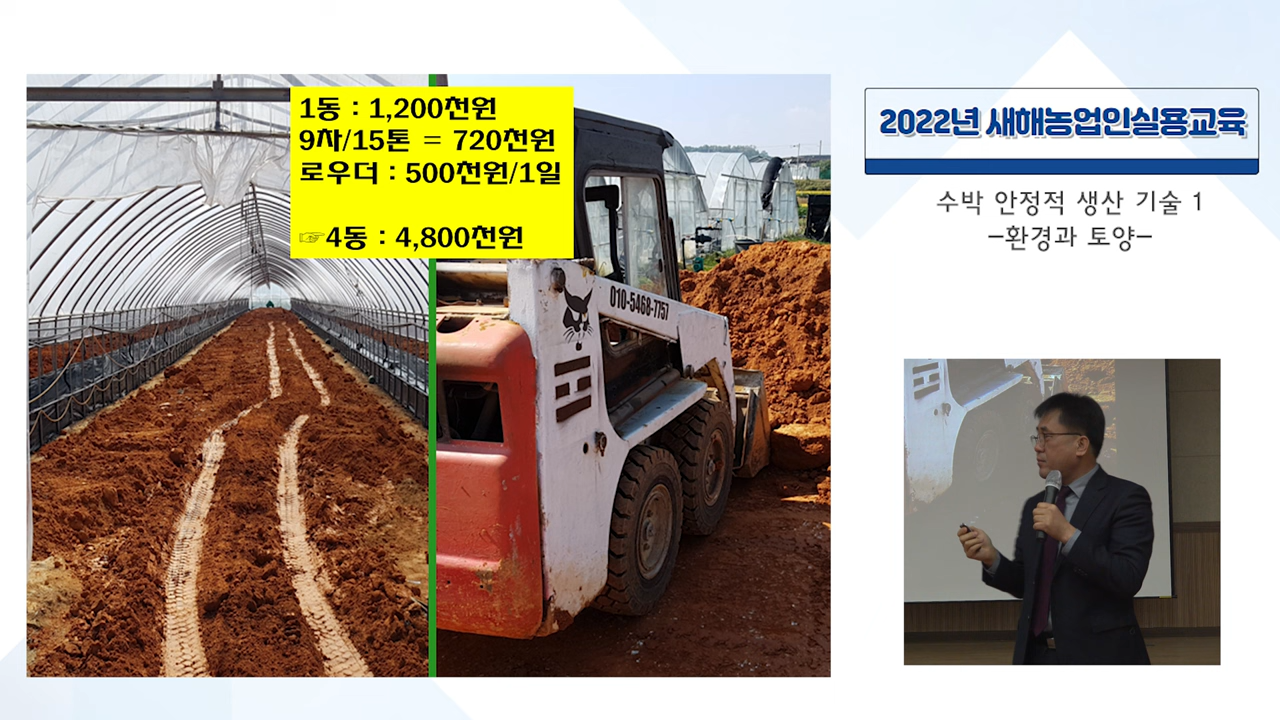 1동 : 1,200천원
9차/15톤 = 720천원
로우더 : 500천원/1일
☞4동 : 4,800천원
010-5468-7757
2022년 새해농업인실용교육
수박 안정적 생산 기술 1
–환경과 토양–